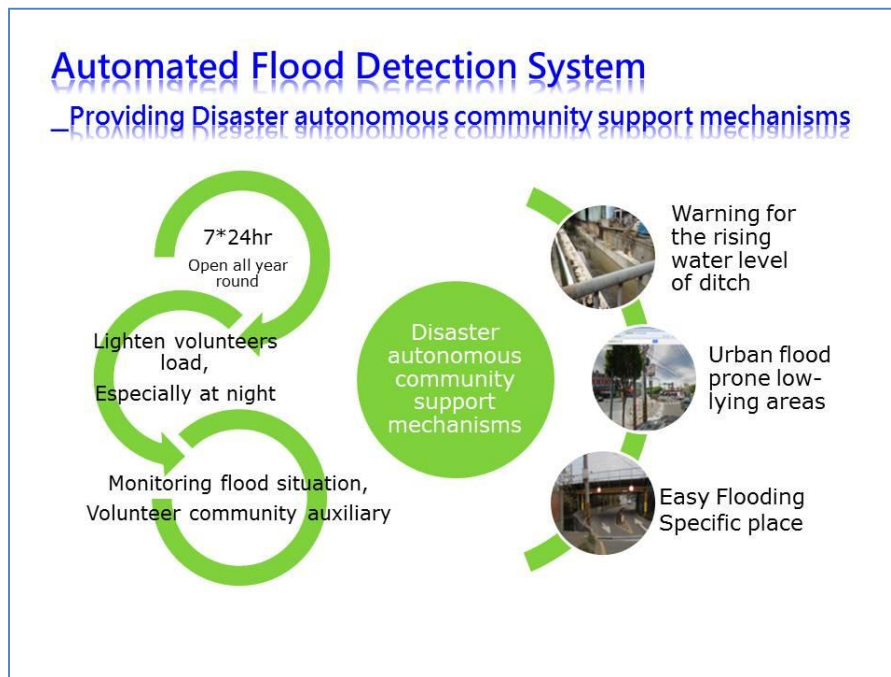 Automated Flood Detection System
_Providing Disaster autonomous community support mechanisms
7*24hr
Open all year
round
Lighten volunteers
load,
Especially at night
Monitoring flood situation,
Volunteer community auxiliary
Disaster
autonomous
community
support
mechanisms
Warning for
the rising
water level
of ditch
Urban flood
prone low-
lying areas
Easy Flooding
Specific place